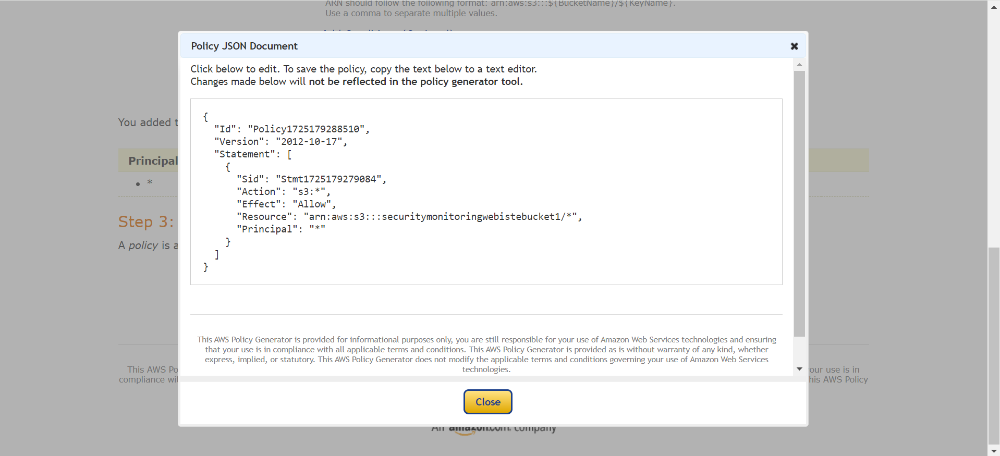 ARN should follow the following format: arn:aws:s3:::${BucketName}/${KeyName}.
Use a comma to separate multiple values.
Policy JSON Document
Click below to edit. To save the policy, copy the text below to a text editor.
Changes made below will not be reflected in the policy generator tool.
{
"Id": "Policy1725179288510",
"Version": "2012-10-17",
"Statement": [
{
"Sid": "Stmt1725179279084",
"Action": "s3:*",
"Effect": "Allow",
"Resource": "arn:aws:s3:::securitymonitoringwebistebucket1/*",
"Principal": "*"
}
]
}
You added t
Principal
• *
Step 3:
A policy is a
This AWS Policy Generator is provided for informational purposes only, you are still responsible for your use of Amazon Web Services technologies and ensuring
that your use is in compliance with all applicable terms and conditions. This AWS Policy Generator is provided as is without warranty of any kind, whether
express, implied, or statutory. This AWS Policy Generator does not modify the applicable terms and conditions governing your use of Amazon Web Services
technologies.
This AWS Po
your use is in
compliance wi
his AWS Policy
Close
An amazon.com. company